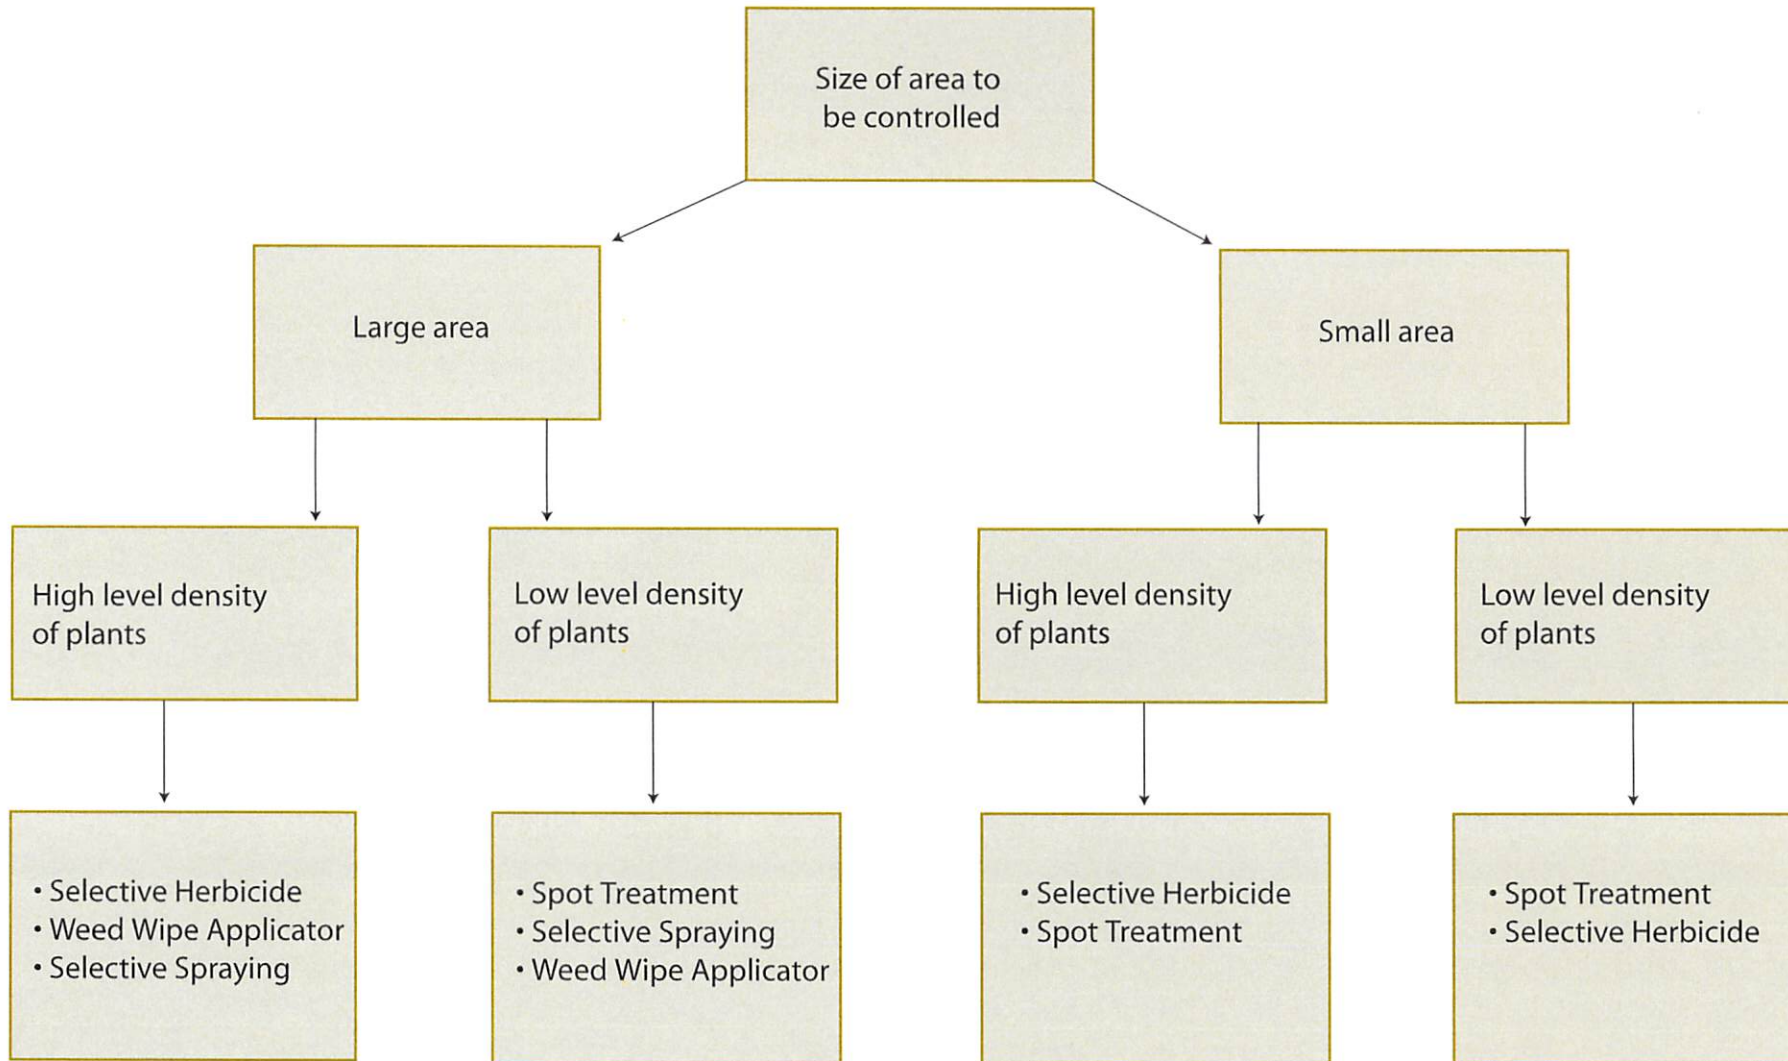 Size of area to
be controlled
Large area
Small area
High level density
of plants
Low level density
of plants
High level density
of plants
Low level density
of plants
• Selective Herbicide
• Weed Wipe Applicator
• Selective Spraying
• Spot Treatment
• Selective Spraying
• Weed Wipe Applicator
• Selective Herbicide
• Spot Treatment
• Spot Treatment
• Selective Herbicide